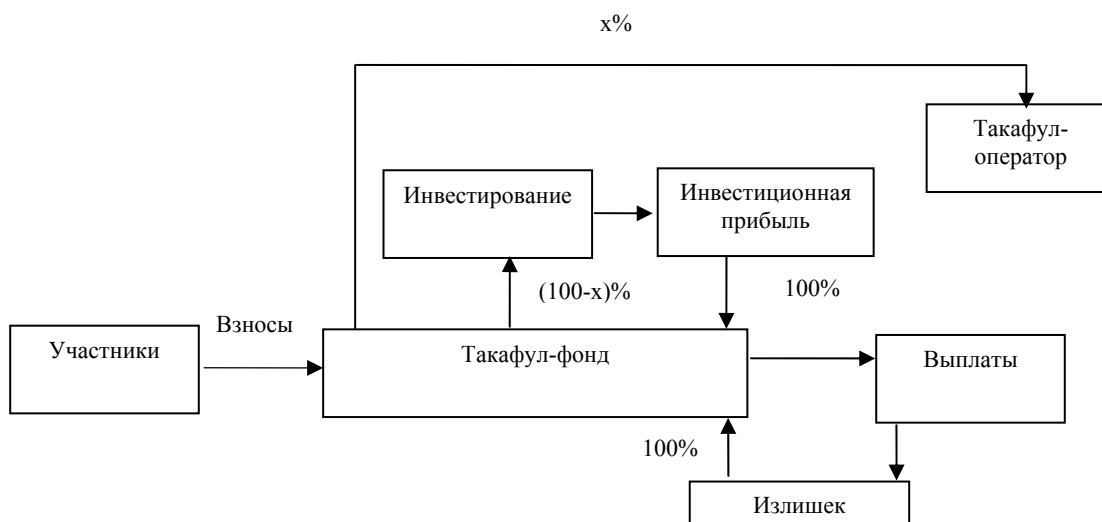 x%
Такафул-
оператор
Инвестирование
Инвестиционная
прибыль
(100-x)%
100%
Взносы
Участники
Такафул-фонд
Выплаты
100%
Излишек